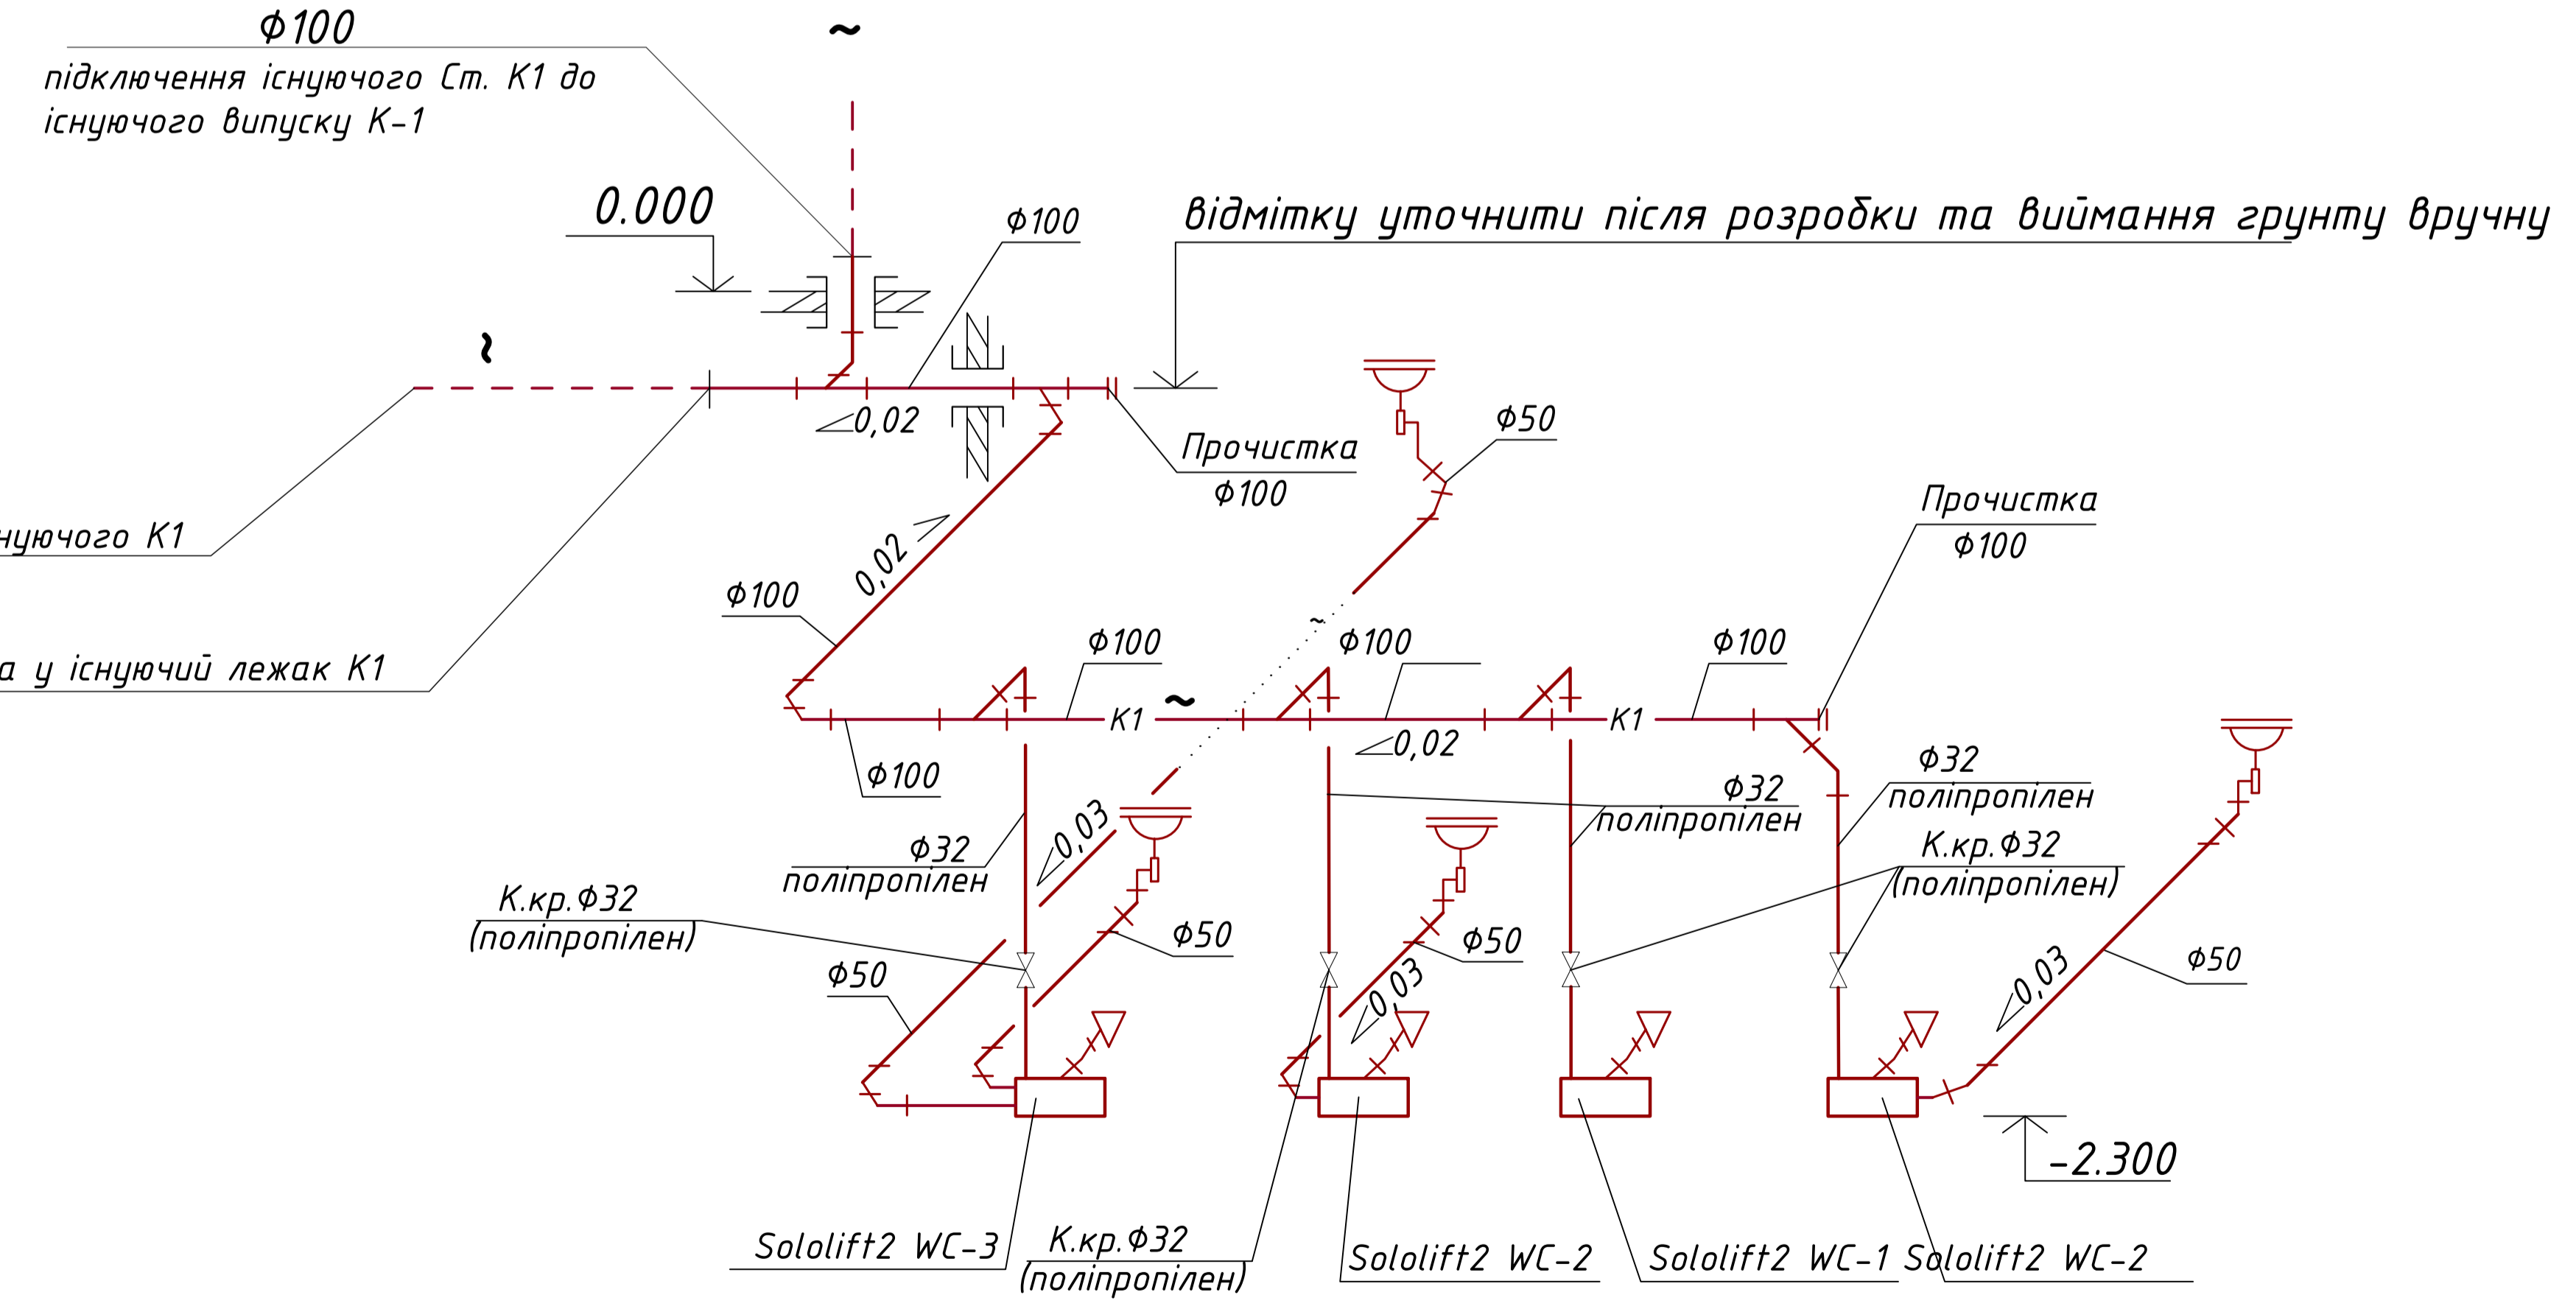 Ф100
підключення існуючого Ст. К1 до
існуючого випуску К-1
0.000
Ф100
відмітку уточнити після розробки та виймання грунту вручну
0,02
Прочистка
Ф100
Ф50
Прочистка
Ф100
К1
0,02
Ф100
у існуючий лежак К1
Ф100
Ф100
Ф100
К1
К1
0,02
Ф100
Ф32
поліпропілен
Ф32
поліпропілен
0,03
Ф32
поліпропілен
К.кр.Ф32
(поліпропілен)
К.кр.Ф32
(поліпропілен)
Ф50
Ф50
Ф50
0,03
0,03
Ф50
-2.300
Sololift2 WC-3
К.кр.Ф32
(поліпропілен)
Sololift2 WC-2
Sololift2 WC-1
Sololift2 WC-2